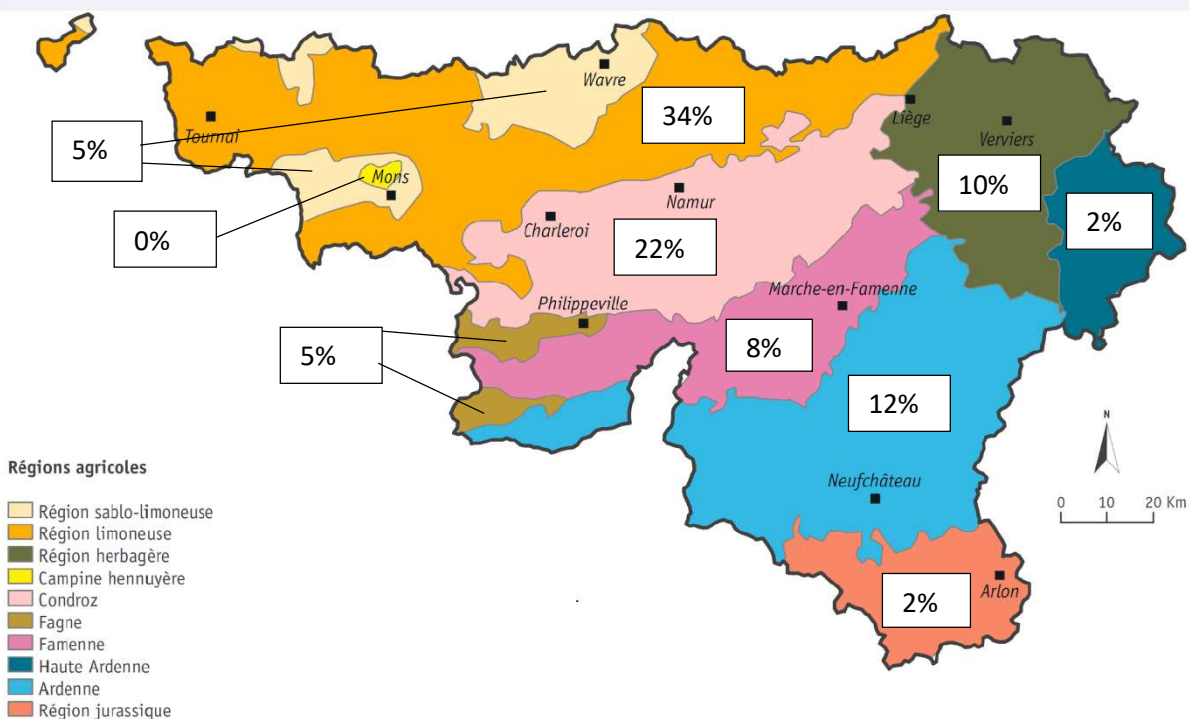 Wavre
34%
Tournai
Liège
Verviers
5%
Mons
10%
Namur
2%
0%
Charleroi
22%
Marche-en-Famenne
Philippeville
5%
8%
12%
N
Neufchâteau
0 10 20 Km
Arlon
2%
Régions agricoles
Région sablo-limoneuse
Région limoneuse
Région herbagère
Campine hennuyère
Condroz
Fagne
Famenne
Haute Ardenne
Ardenne
Région jurassique